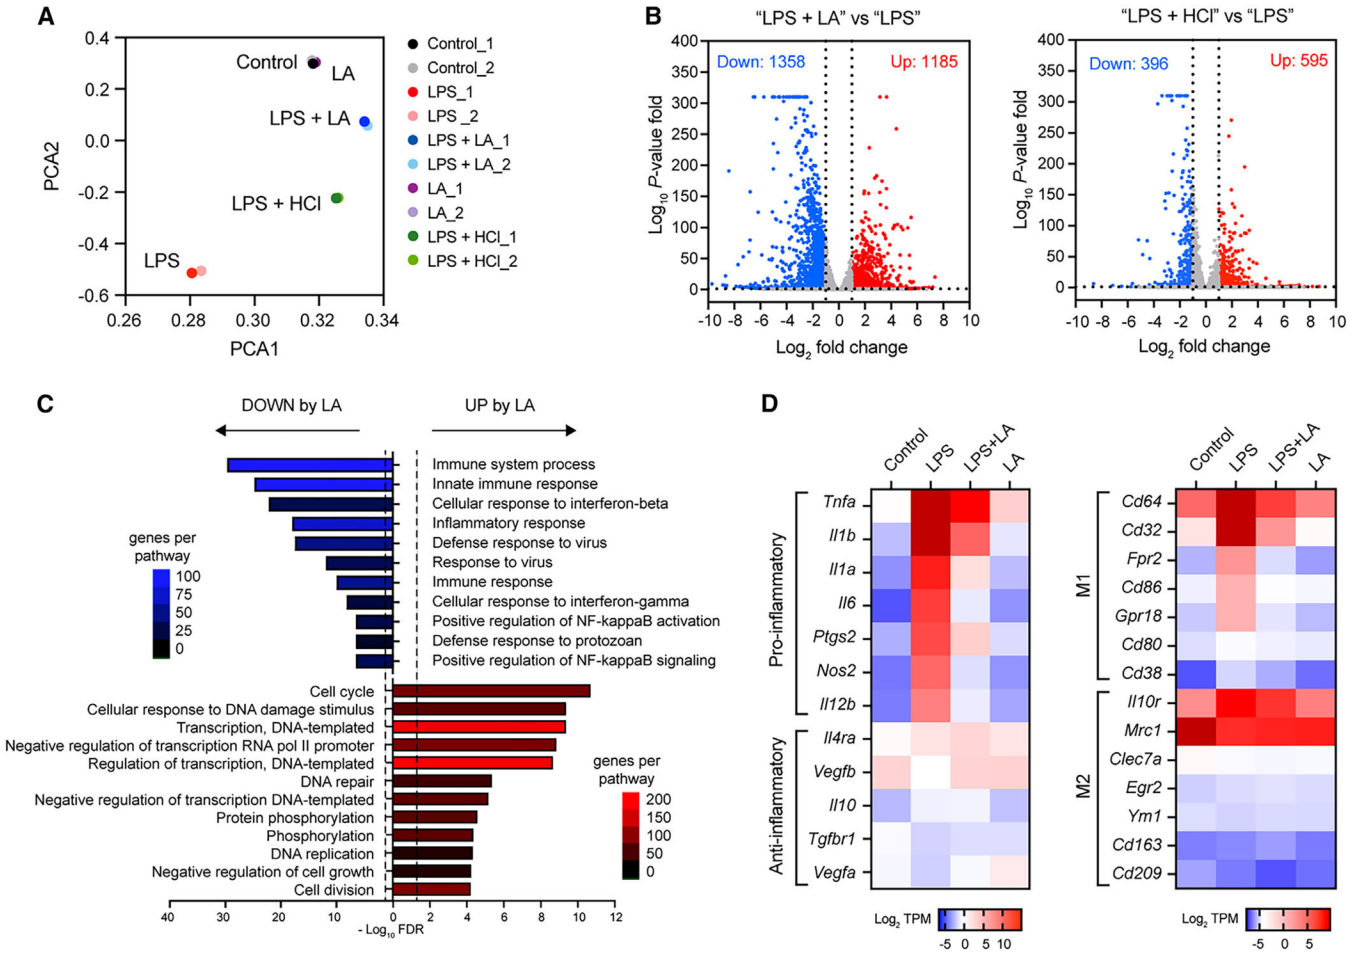 A
0.4
0.2
0.0
-0.2
-0.4
-0.6
PCA2
0.26
0.28
0.30
0.32
0.34
PCA1
Control
LA
LPS + LA
LPS + HCl
LPS
Control_1
Control_2
LPS_1
LPS _2
LPS + LA_1
LPS + LA_2
LA_1
LA_2
LPS + HCl_1
LPS + HCl_2
B
“LPS + LA” vs “LPS”
Down: 1358
Up: 1185
Log10 P-value fold
400
350
300
250
200
150
100
50
0
-10 -8 -6 -4 -2 0 2 4 6 8 10
Log2 fold change
“LPS + HCl” vs “LPS”
Down: 396
Up: 595
Log10 P-value fold
400
350
300
250
200
150
100
50
0
-10 -8 -6 -4 -2 0 2 4 6 8 10
Log2 fold change
C
DOWN by LA
UP by LA
genes per
pathway
100
75
50
25
0
Immune system process
Innate immune response
Cellular response to interferon-beta
Inflammatory response
Defense response to virus
Response to virus
Immune response
Cellular response to interferon-gamma
Positive regulation of NF-kappaB activation
Defense response to protozoan
Positive regulation of NF-kappaB signaling
Cell cycle
Cellular response to DNA damage stimulus
Transcription, DNA-templated
Negative regulation of transcription RNA pol II promoter
Regulation of transcription, DNA-templated
DNA repair
Negative regulation of transcription DNA-templated
Protein phosphorylation
Phosphorylation
DNA replication
Negative regulation of cell growth
Cell division
genes per
pathway
200
150
100
50
0
40 30 20 10 0 2 4 6 8 10 12
- Log10 FDR
D
Control
LPS
LPS+LA
LA
Pro-inflammatory
Tnfa
Il1b
Il1a
Il6
Ptgs2
Nos2
Il12b
Anti-inflammatory
Il4ra
Vegfb
Il10
Tgfbr1
Vegfa
Log2 TPM
-5 0 5 10
Control
LPS
LPS+LA
LA
M1
Cd64
Cd32
Fpr2
Cd86
Gpr18
Cd80
Cd38
M2
Il10r
Mrc1
Clec7a
Egr2
Ym1
Cd163
Cd209
Log2 TPM
-5 0 5